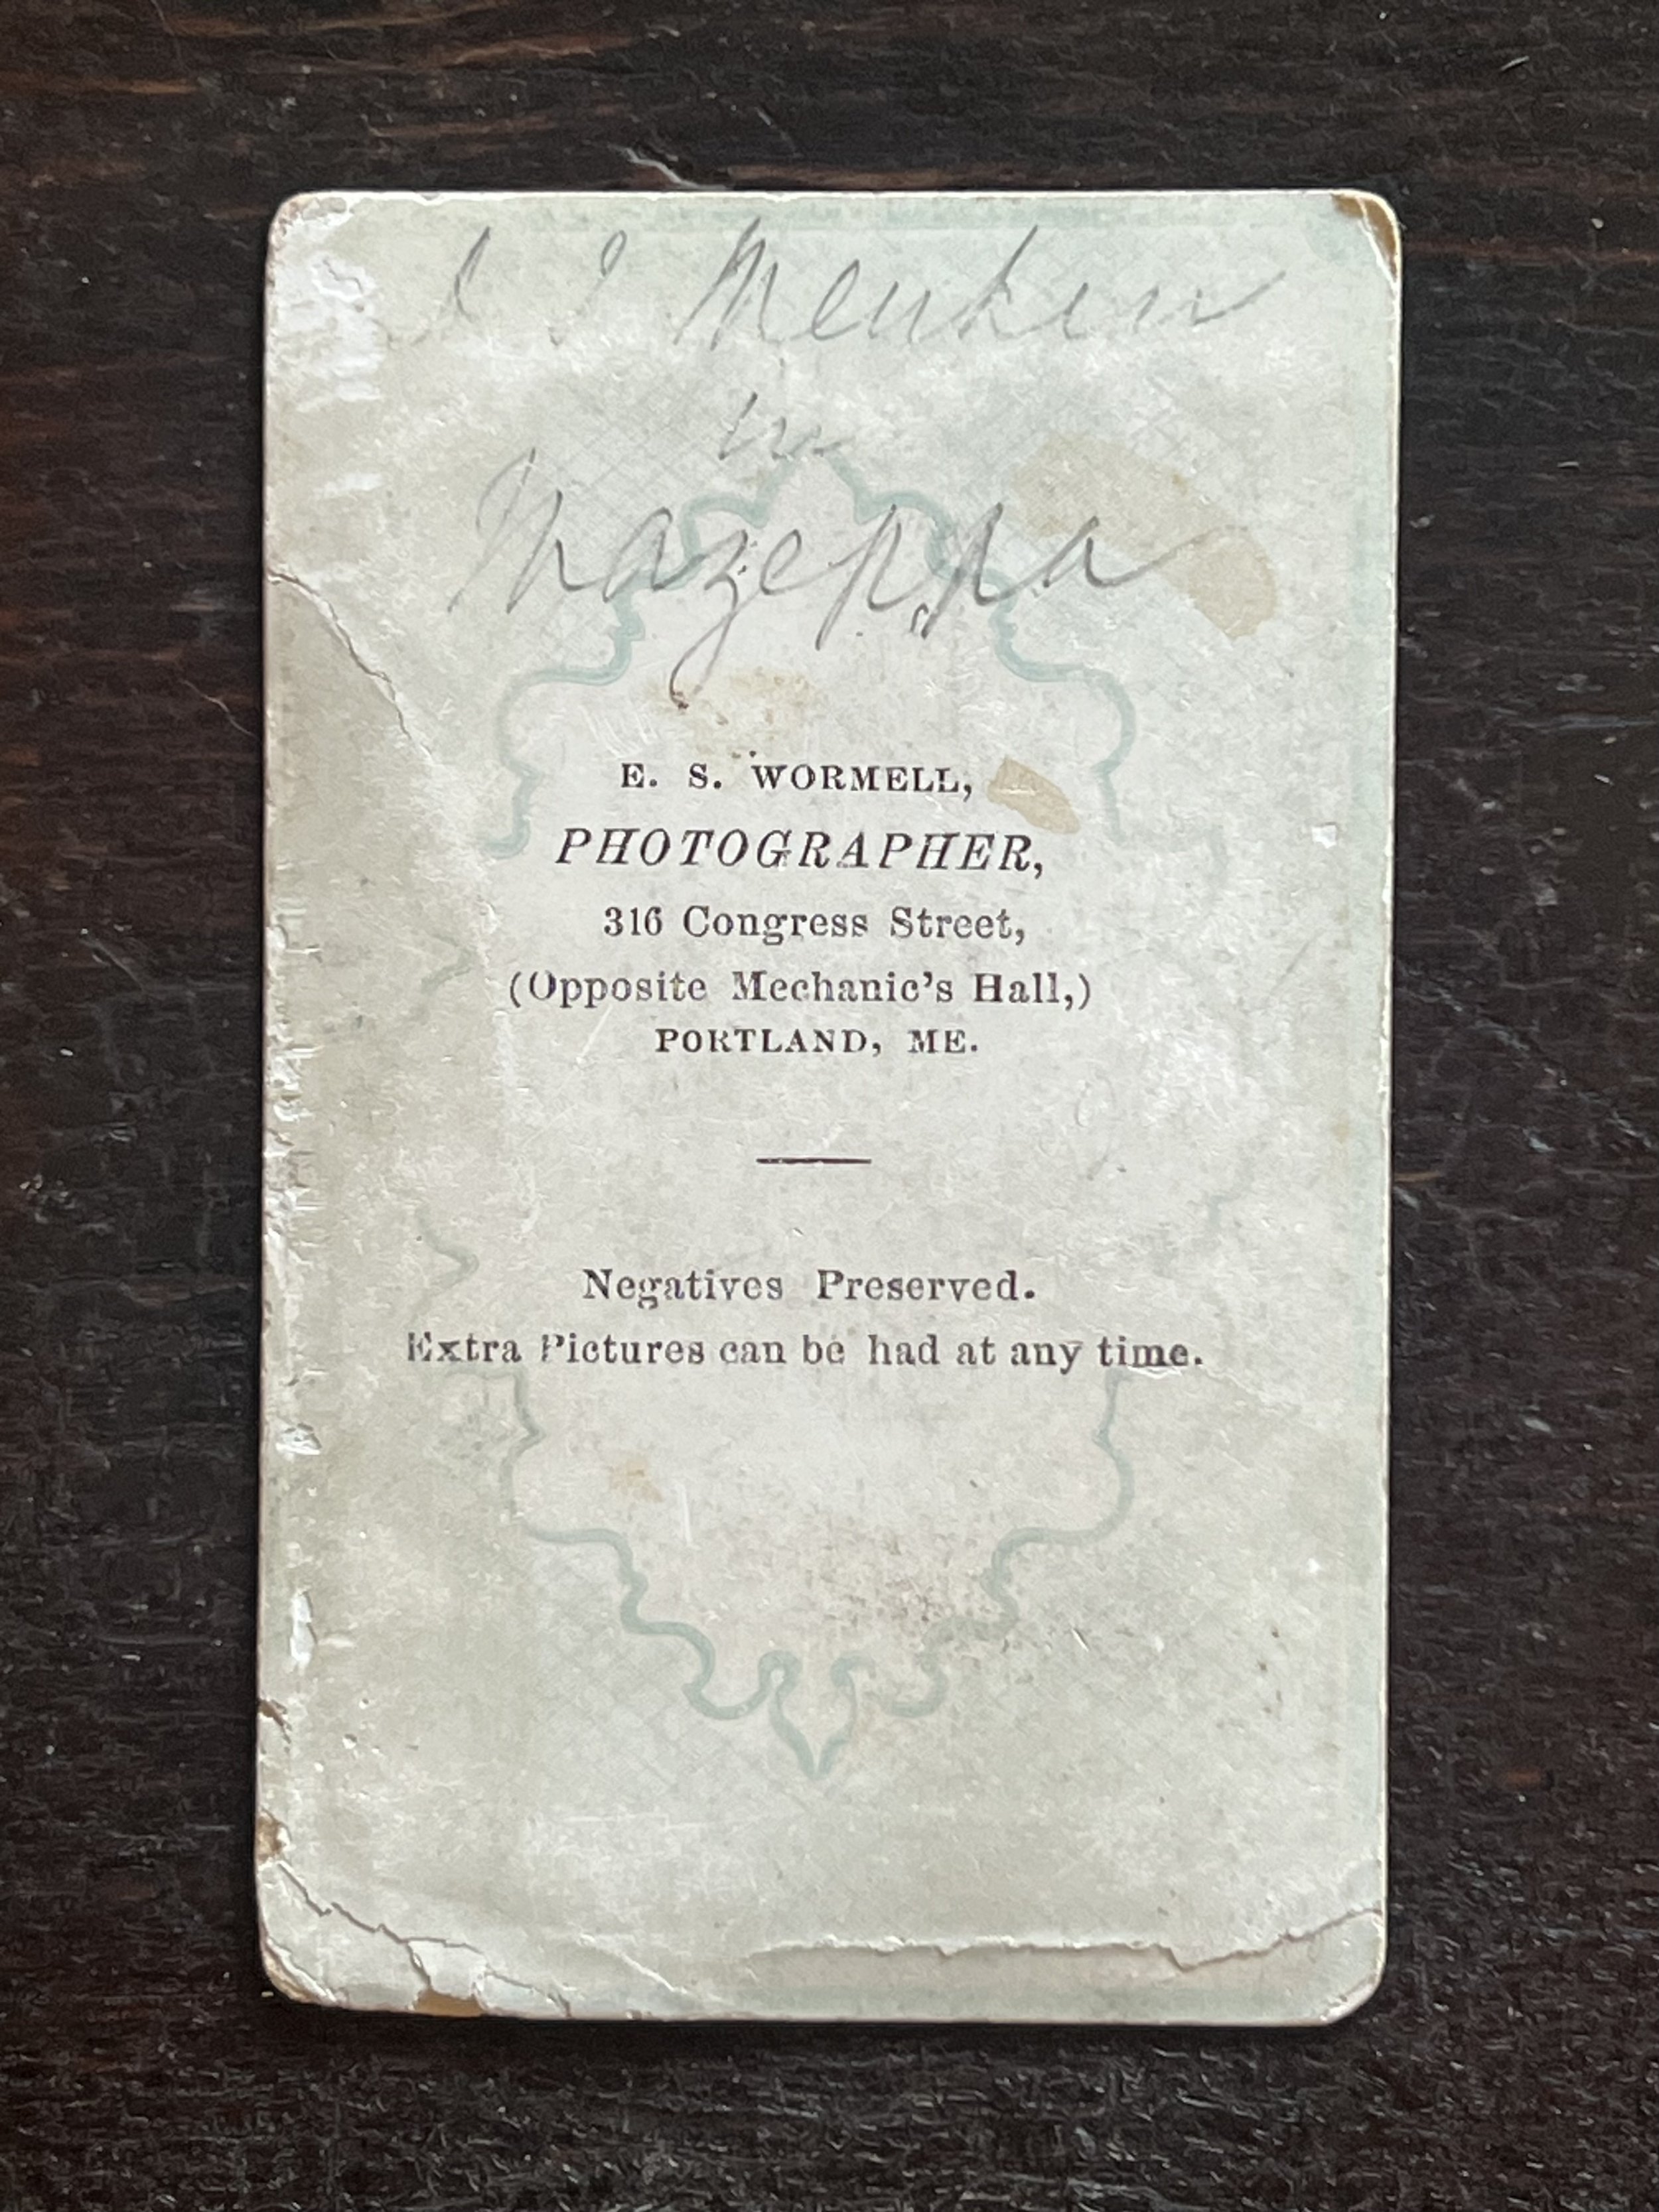 A I Menken
in
Mazeppa
E. S. WORMELL,
PHOTOGRAPHER,
316 Congress Street,
(Opposite Mechanic's Hall,)
PORTLAND, ME.
Negatives Preserved.
Extra Pictures can be had at any time.